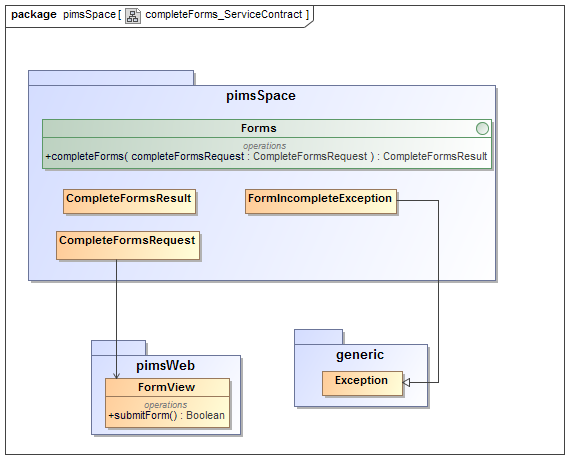 package pimsSpace [ completeForms_ServiceContract ]
pimsSpace
Forms
operations
+completeForms( completeFormsRequest : CompleteFormsRequest ) : CompleteFormsResult
CompleteFormsResult
FormIncompleteException
CompleteFormsRequest
pimsWeb
FormView
operations
+submitForm() : Boolean
generic
Exception